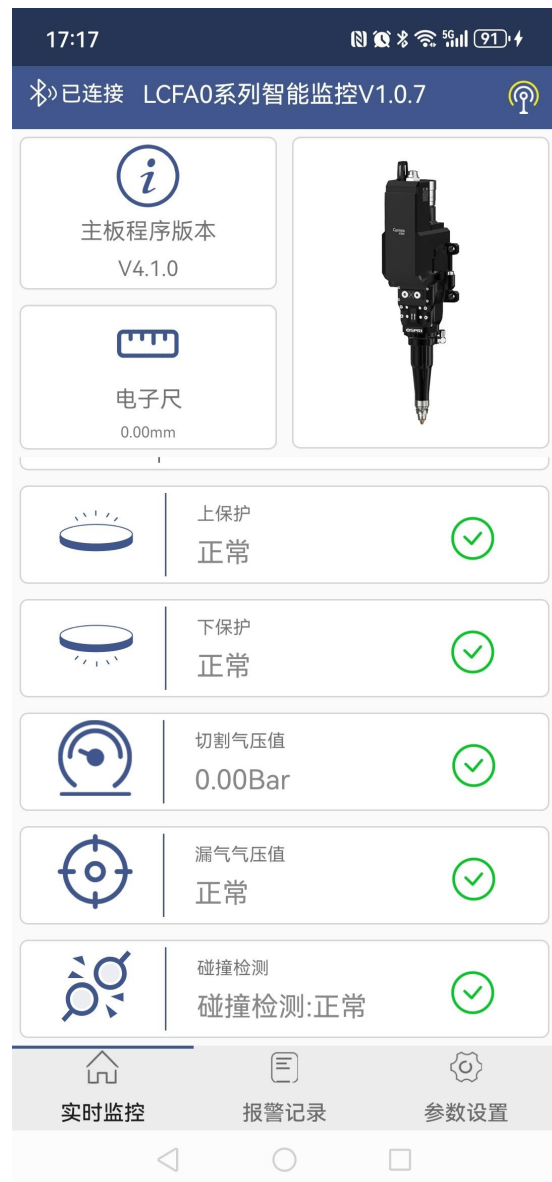 17:17
5G
91
已连接 LCFA0系列智能监控V1.0.7
主板程序版本
V4.1.0
电子尺
0.00mm
上保护
正常
下保护
正常
切割气压值
0.00Bar
漏气气压值
正常
碰撞检测
碰撞检测:正常
实时监控
报警记录
参数设置